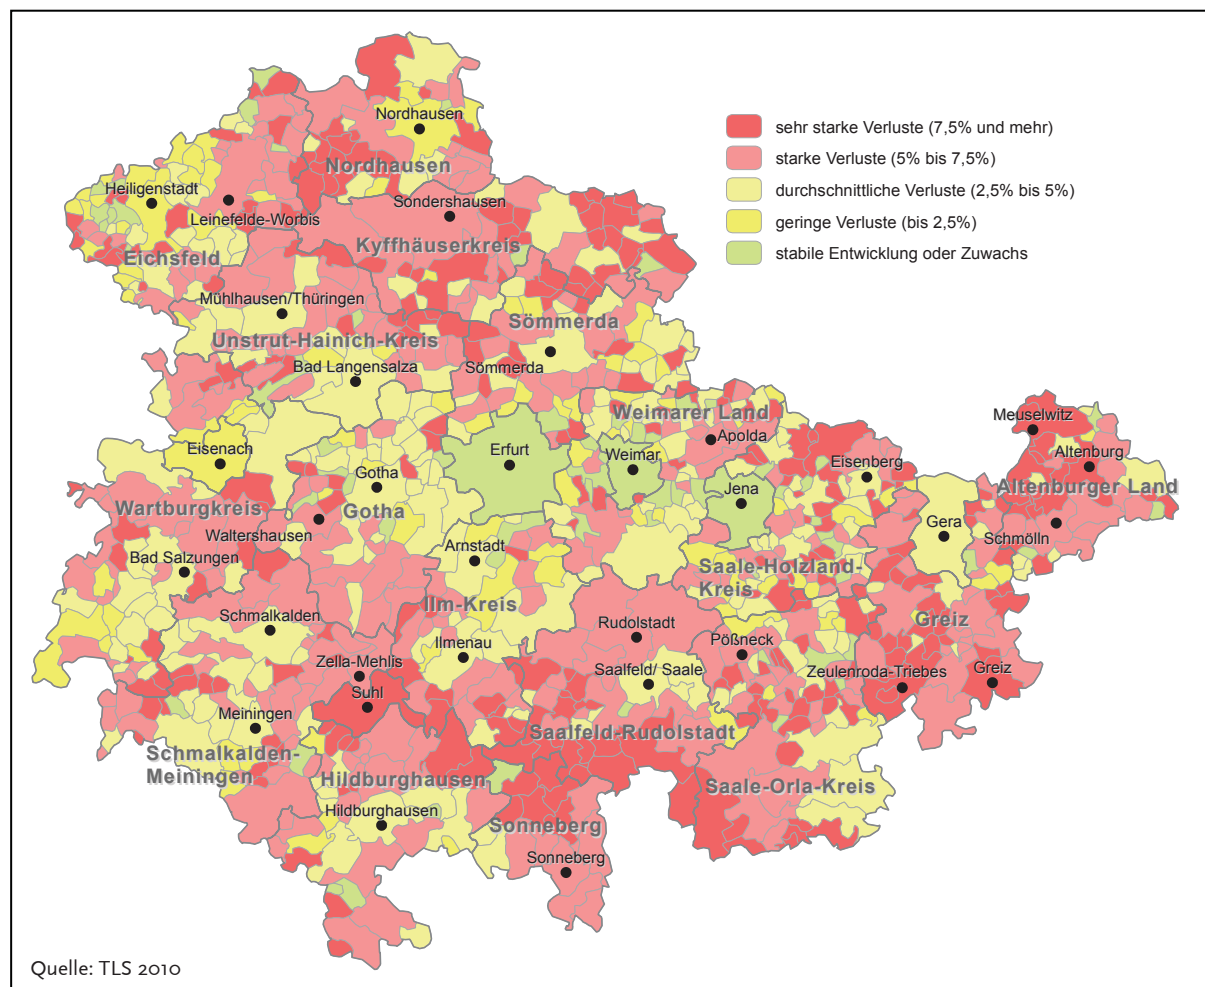 sehr starke Verluste (7,5% und mehr)
starke Verluste (5% bis 7,5%)
durchschnittliche Verluste (2,5% bis 5%)
geringe Verluste (bis 2,5%)
stabile Entwicklung oder Zuwachs
Nordhausen
Nordhausen
Heiligenstadt
Leinefelde-Worbis
Sondershausen
Kyffhäuserkreis
Eichsfeld
Mühlhausen/Thüringen
Unstrut-Hainich-Kreis
Sömmerda
Bad Langensalza
Sömmerda
Weimarer Land
Apolda
Meuselwitz
Altenburg
Altenburger Land
Eisenach
Erfurt
Weimar
Eisenberg
Gotha
Gotha
Jena
Wartburgkreis
Waltershausen
Gera
Schmölln
Bad Salzungen
Arnstadt
Saale-Holzland-
Kreis
Ilm-Kreis
Schmalkalden
Rudolstadt
Greiz
Pößneck
Ilmenau
Zella-Mehlis
Saalfeld/ Saale
Zeulenroda-Triebes
Greiz
Suhl
Meiningen
Saalfeld-Rudolstadt
Schmalkalden-
Meiningen
Hildburghausen
Saale-Orla-Kreis
Hildburghausen
Sonneberg
Sonneberg
Quelle: TLS 2010